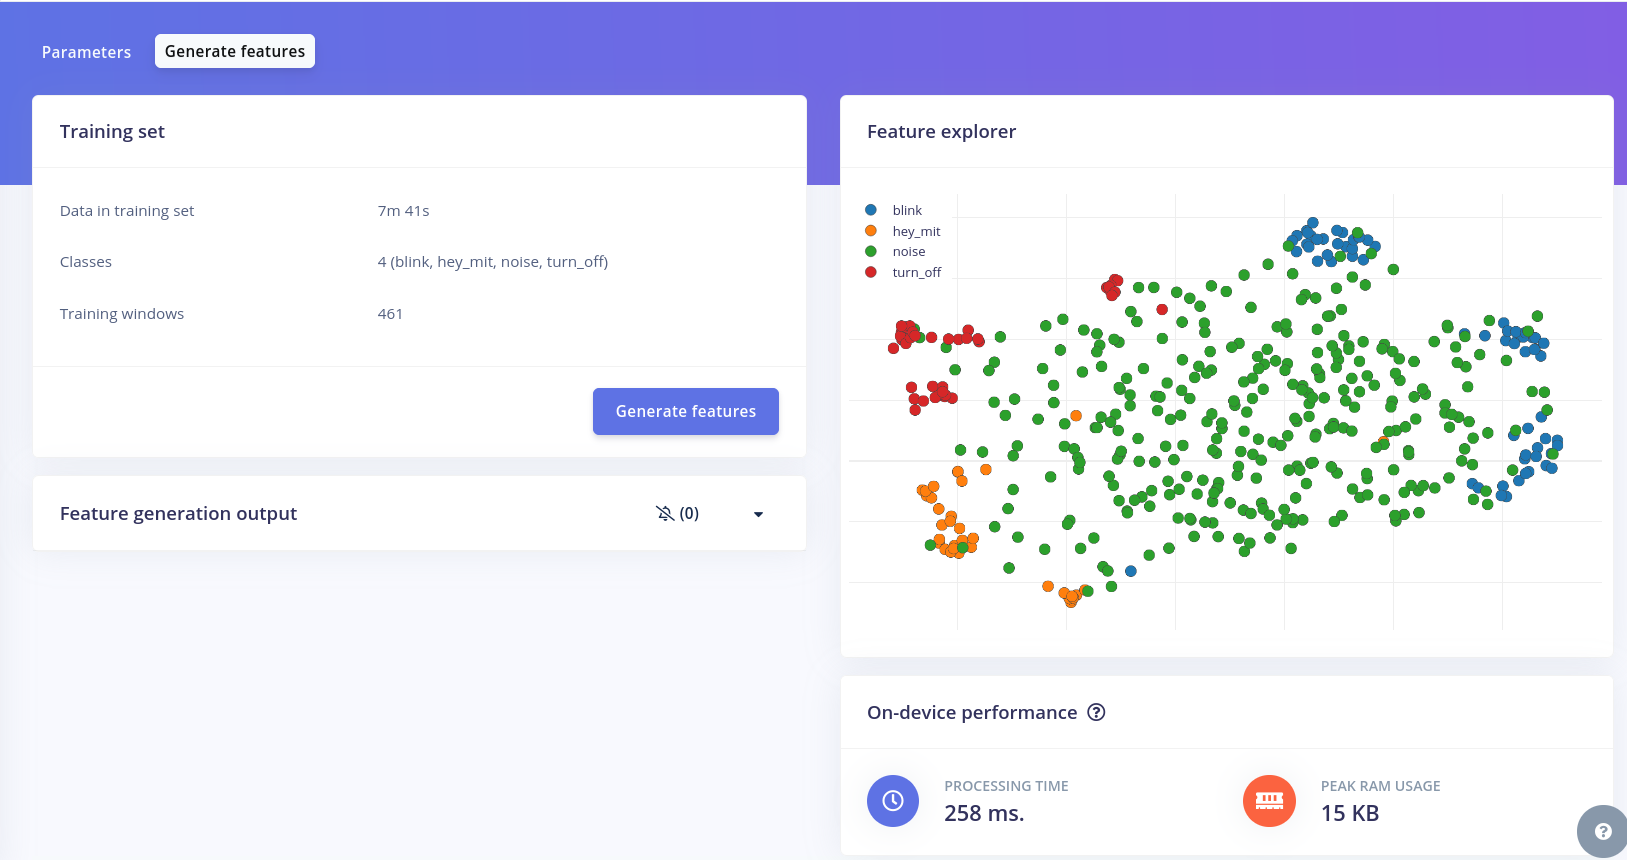 Parameters
Generate features
Training set
Data in training set 7m 41s
Classes 4 (blink, hey_mit, noise, turn_off)
Training windows 461
Generate features
Feature generation output (0)
Feature explorer
blink
hey_mit
noise
turn_off
On-device performance ?
PROCESSING TIME
258 ms.
PEAK RAM USAGE
15 KB
?